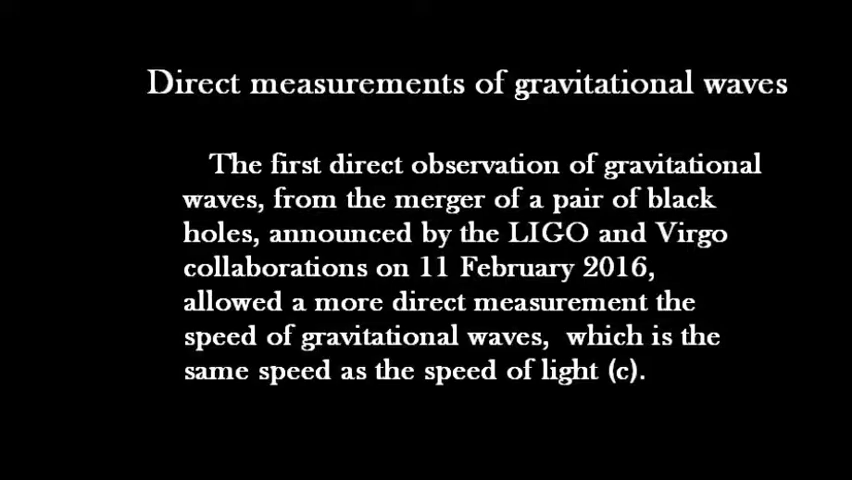 Direct measurements of gravitational waves
The first direct observation of gravitational
waves, from the merger of a pair of black
holes, announced by the LIGO and Virgo
collaborations on 11 February 2016,
allowed a more direct measurement the
speed of gravitational waves,  which is the
same speed as the speed of light (c).